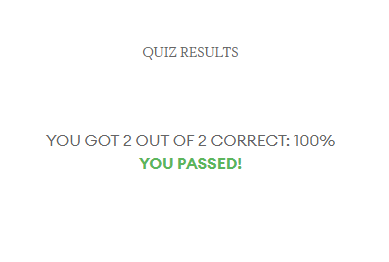 QUIZ RESULTS
YOU GOT 2 OUT OF 2 CORRECT: 100%
YOU PASSED!